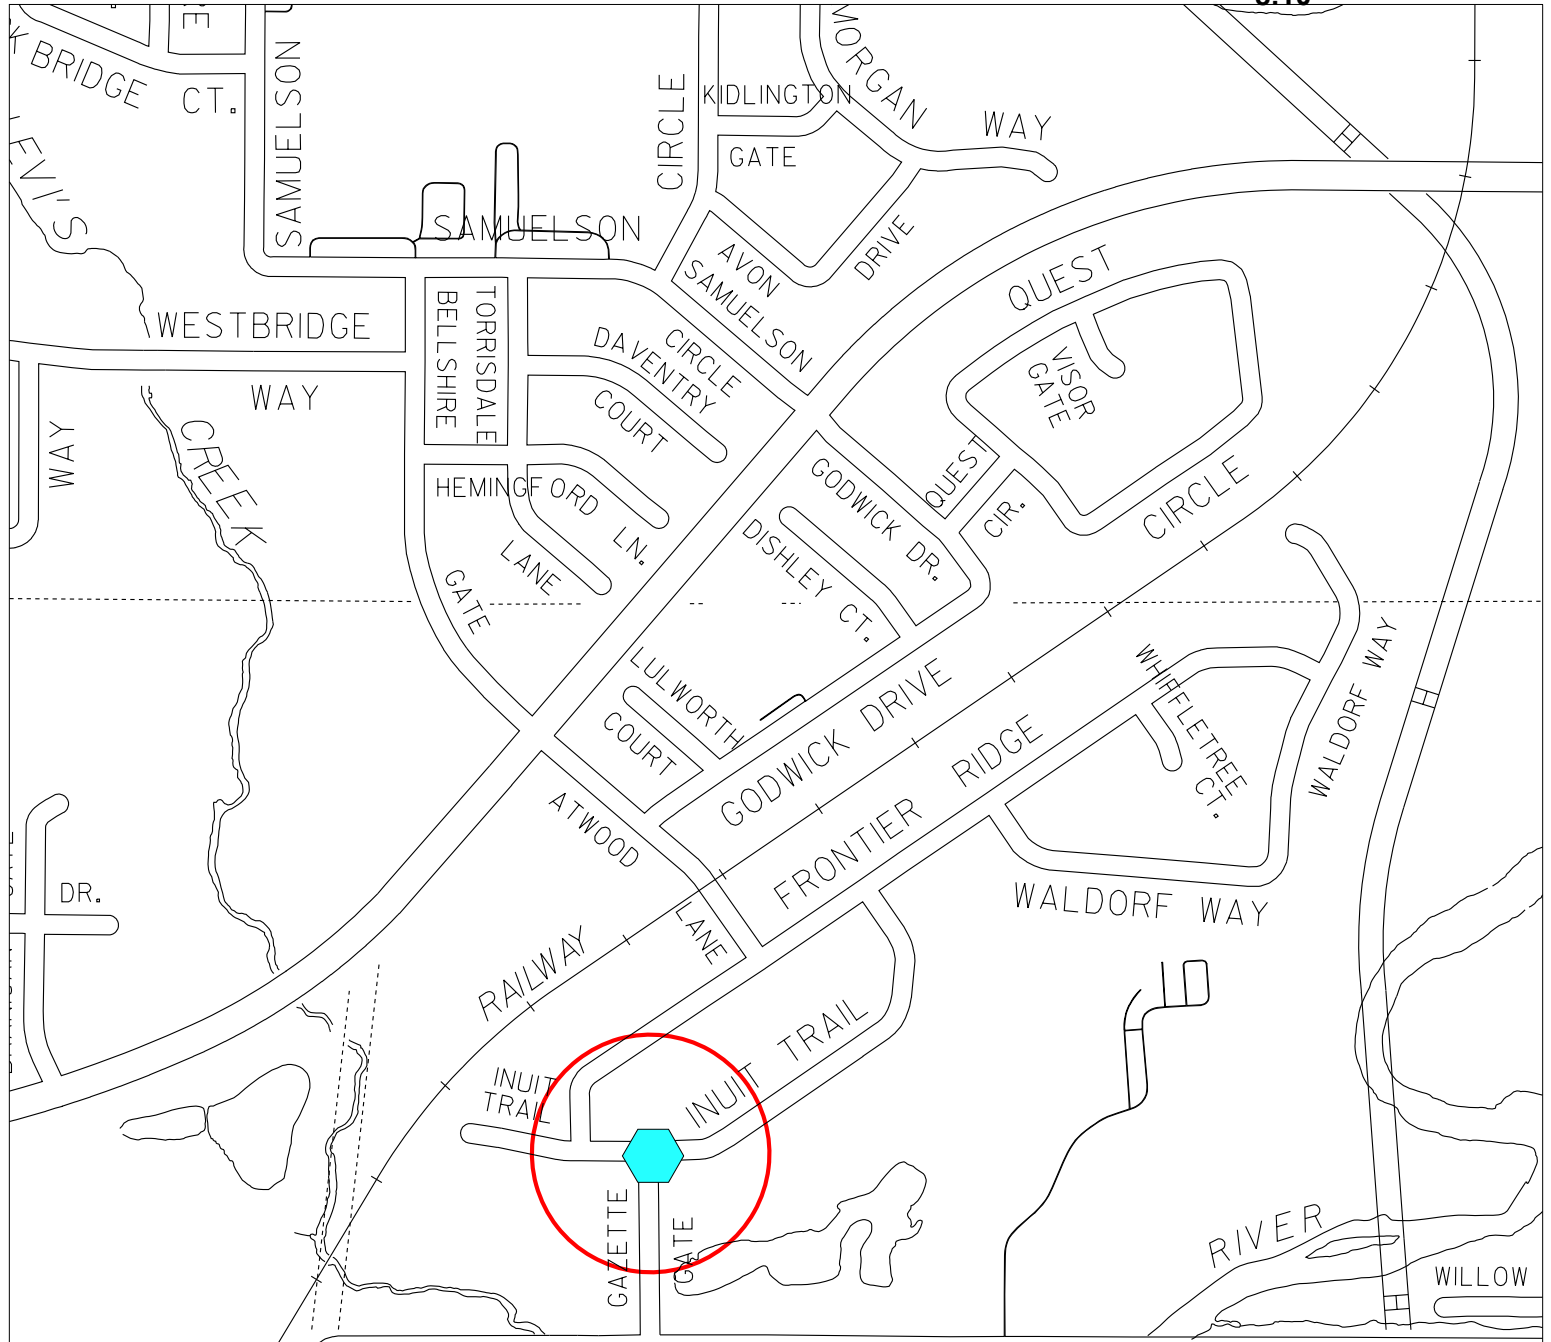 BRIDGE
CT.
SAMUELSON
CIRCLE
KIDLINGTON
GATE
MORGAN
WAY
LEVI'S
SAMUELSON
AVON
DRIVE
SAMUELSON
CIRCLE
QUEST
WESTBRIDGE
WAY
BELLSHIRE
TORRISDALE
DAVENTRY
COURT
VISOR
GATE
WAY
CREEK
HEMINGFORD
LN.
LANE
GATE
GODWICK DR.
QUEST
CIR.
CIRCLE
DISHLEY CT.
LULWORTH
COURT
GODWICK DRIVE
WHIFFLETREE
CT.
WALDORF WAY
FRONTIER RIDGE
ATWOOD
LANE
DR.
WALDORF WAY
RAILWAY
INUIT TRAIL
INUIT
TRAIL
GAZETTE
GATE
RIVER
WILLOW